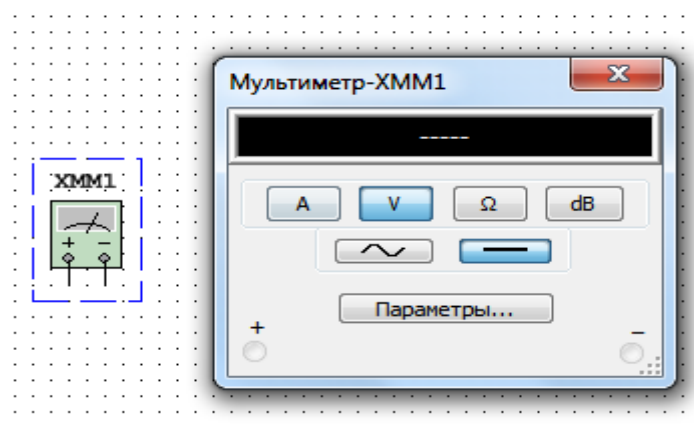 Мультиметр-XMM1
-----
XMM1
A V Ω dB
+ −
Параметры...
+ −